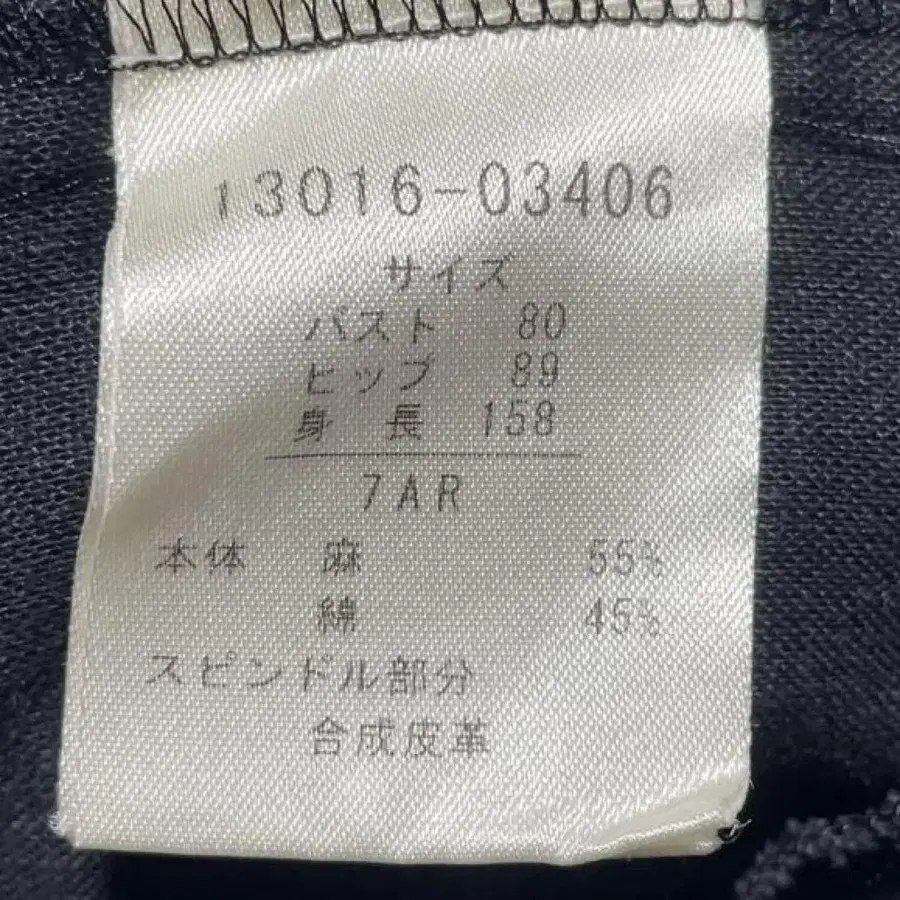 13016-03406
サイズ
バスト 80
ヒップ 89
身長 158
7AR
本体 麻 55%
綿 45%
スピンドル部分
合成皮革